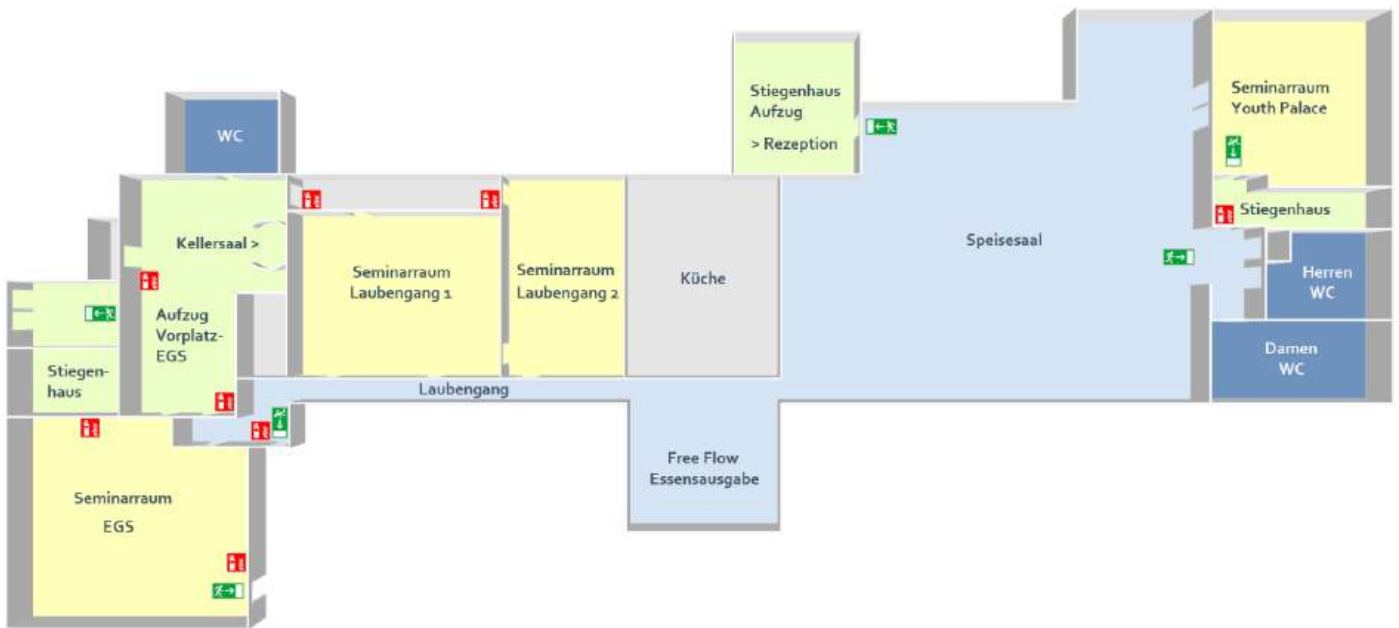 WC
Kellersaal >
Aufzug
Vorplatz-
EGS
Stiegen-
haus
Seminarraum
EGS
Seminarraum
Laubengang 1
Seminarraum
Laubengang 2
Küche
Laubengang
Free Flow
Essensausgabe
Stiegenhaus
Aufzug
> Rezeption
Speisesaal
Seminarraum
Youth Palace
Stiegenhaus
Herren
WC
Damen
WC